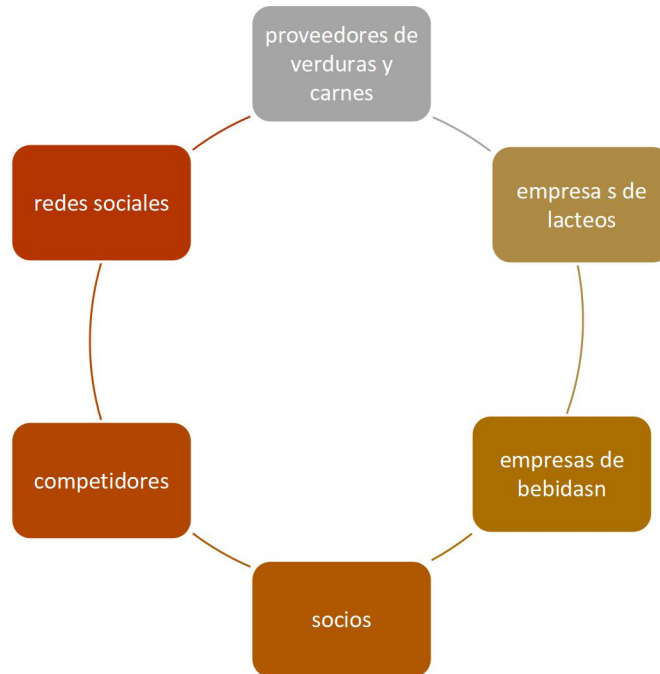 proveedores de
verduras y
carnes
empresa s de
lacteos
empresas de
bebidasn
socios
competidores
redes sociales